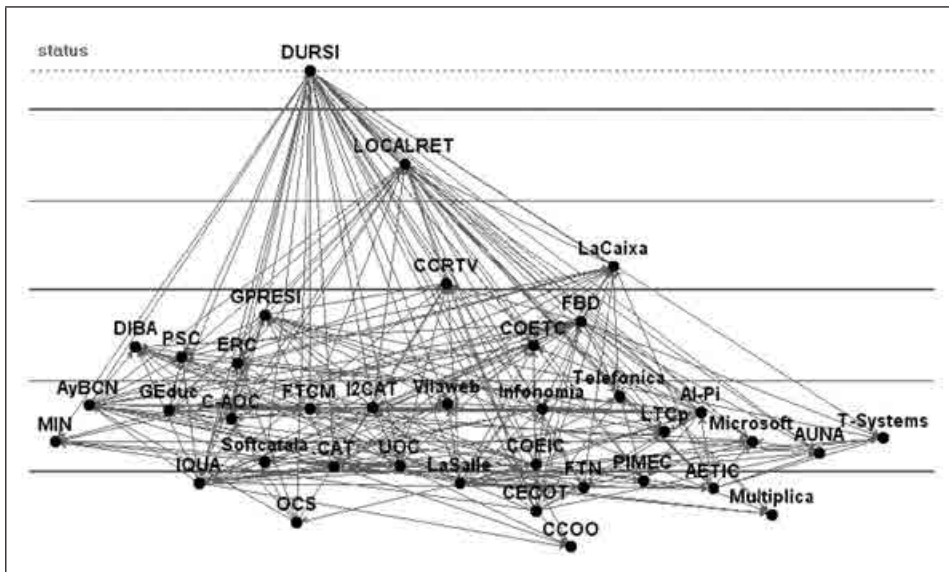 status
DURSI
LOCALRET
LaCaixa
CCRTV
GPRESI
FBD
DIBA
PSC
ERC
COETC
Telefonica
AyBCN
GEduc
C-AOC
FTCM
I2CAT
Vilaweb
Infonomia
Al-Pi
LTCp
MIN
Microsoft
T-Systems
AUNA
Softcatala
CAT
UOC
COEIC
IQUA
LaSalle
FTN
PIMEC
AETIC
OCS
CECOT
Multiplica
CCOO